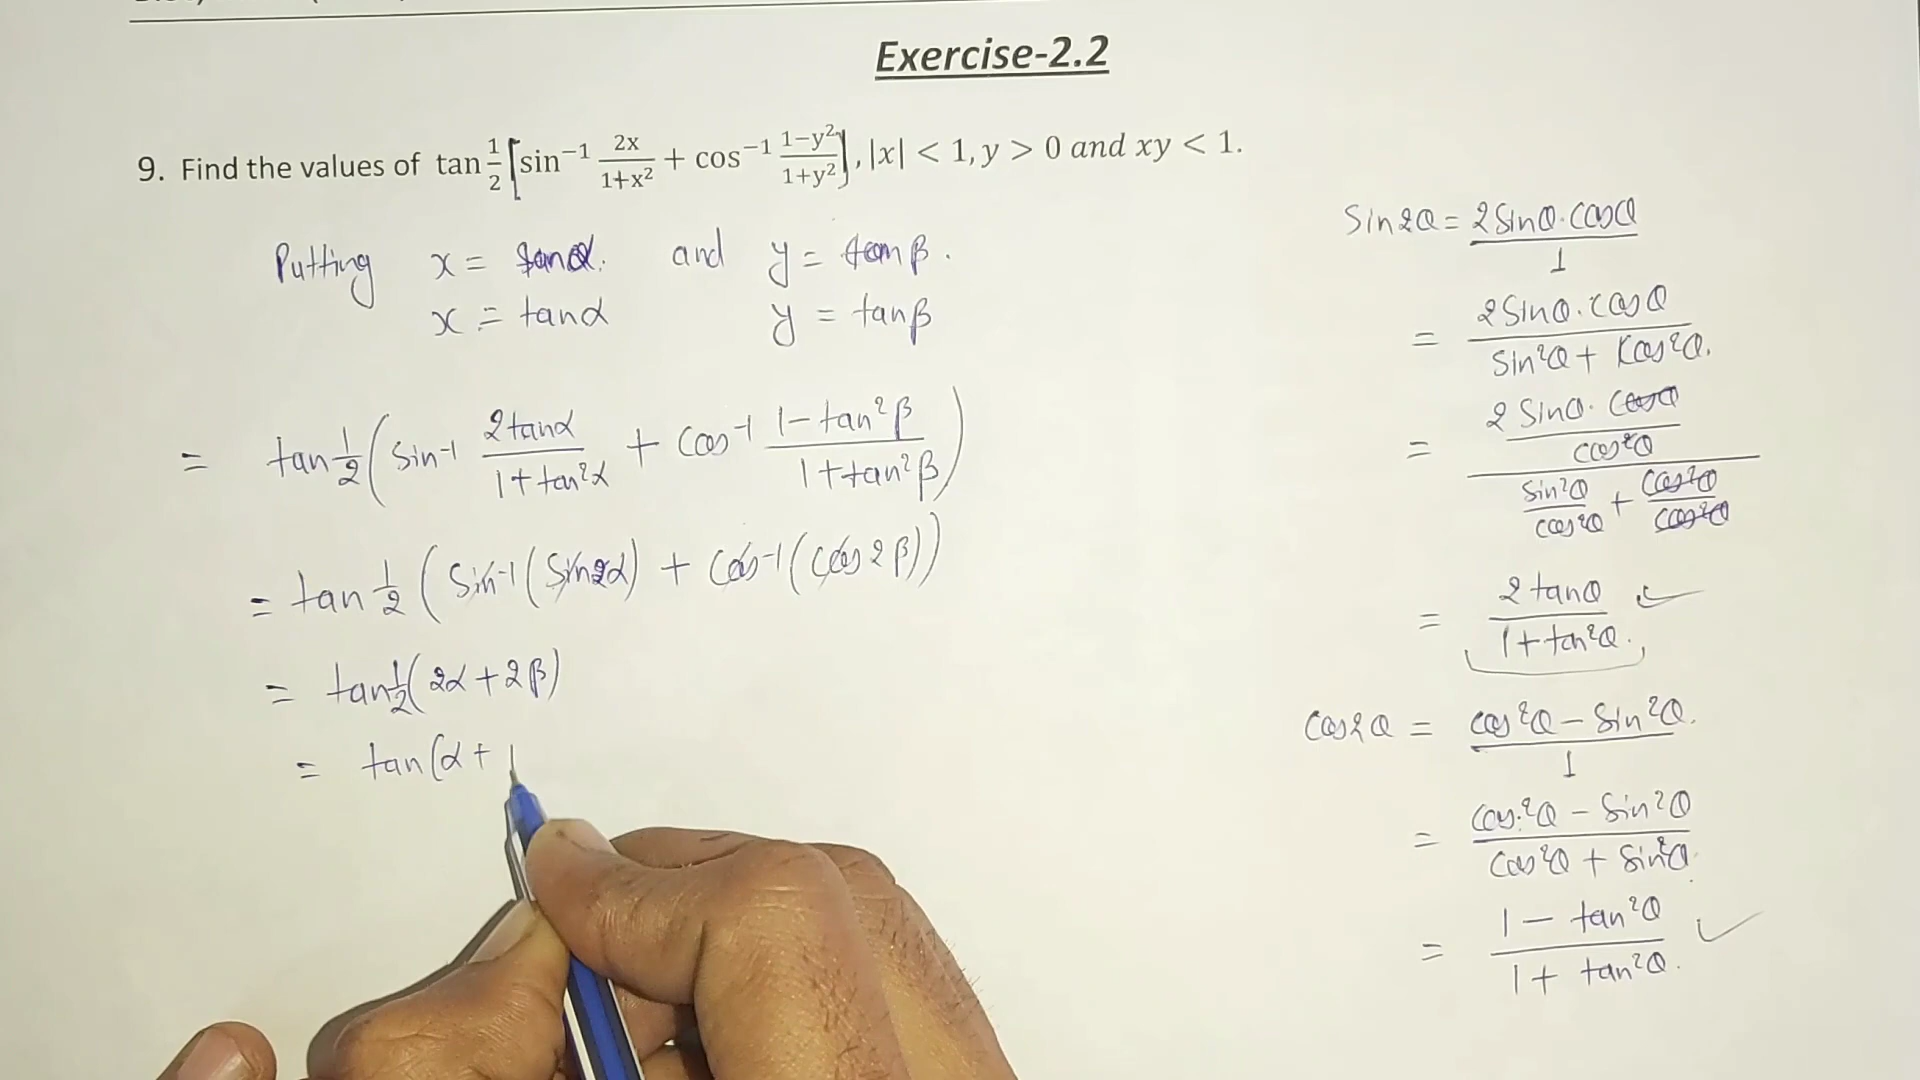 Exercise-2.2
9. Find the values of tan 1/2 [sin⁻¹ 2x/1+x² + cos⁻¹ 1−y²/1+y²], |x| < 1, y > 0 and xy < 1.
Putting x = tanα. and y = tanβ.
x = tanα y = tanβ
= tan 1/2 (sin⁻¹ 2tanα/1+tan²α + cos⁻¹ 1−tan²β/1+tan²β)
= tan 1/2 (sin⁻¹(sin2α) + cos⁻¹(cos2β))
= tan 1/2 (2α+2β)
= tan(α+
Sin2θ = 2Sinθ.cosθ/1
= 2Sinθ.cosθ/Sin²θ + cos²θ.
= 2Sinθ.cosθ/cos²θ / Sin²θ/cos²θ + cos²θ/cos²θ
= 2tanθ/1+tan²θ.
Cos2θ = cos²θ − Sin²θ./1
= cos²θ − Sin²θ/cos²θ + Sin²θ.
= 1 − tan²θ/1 + tan²θ.